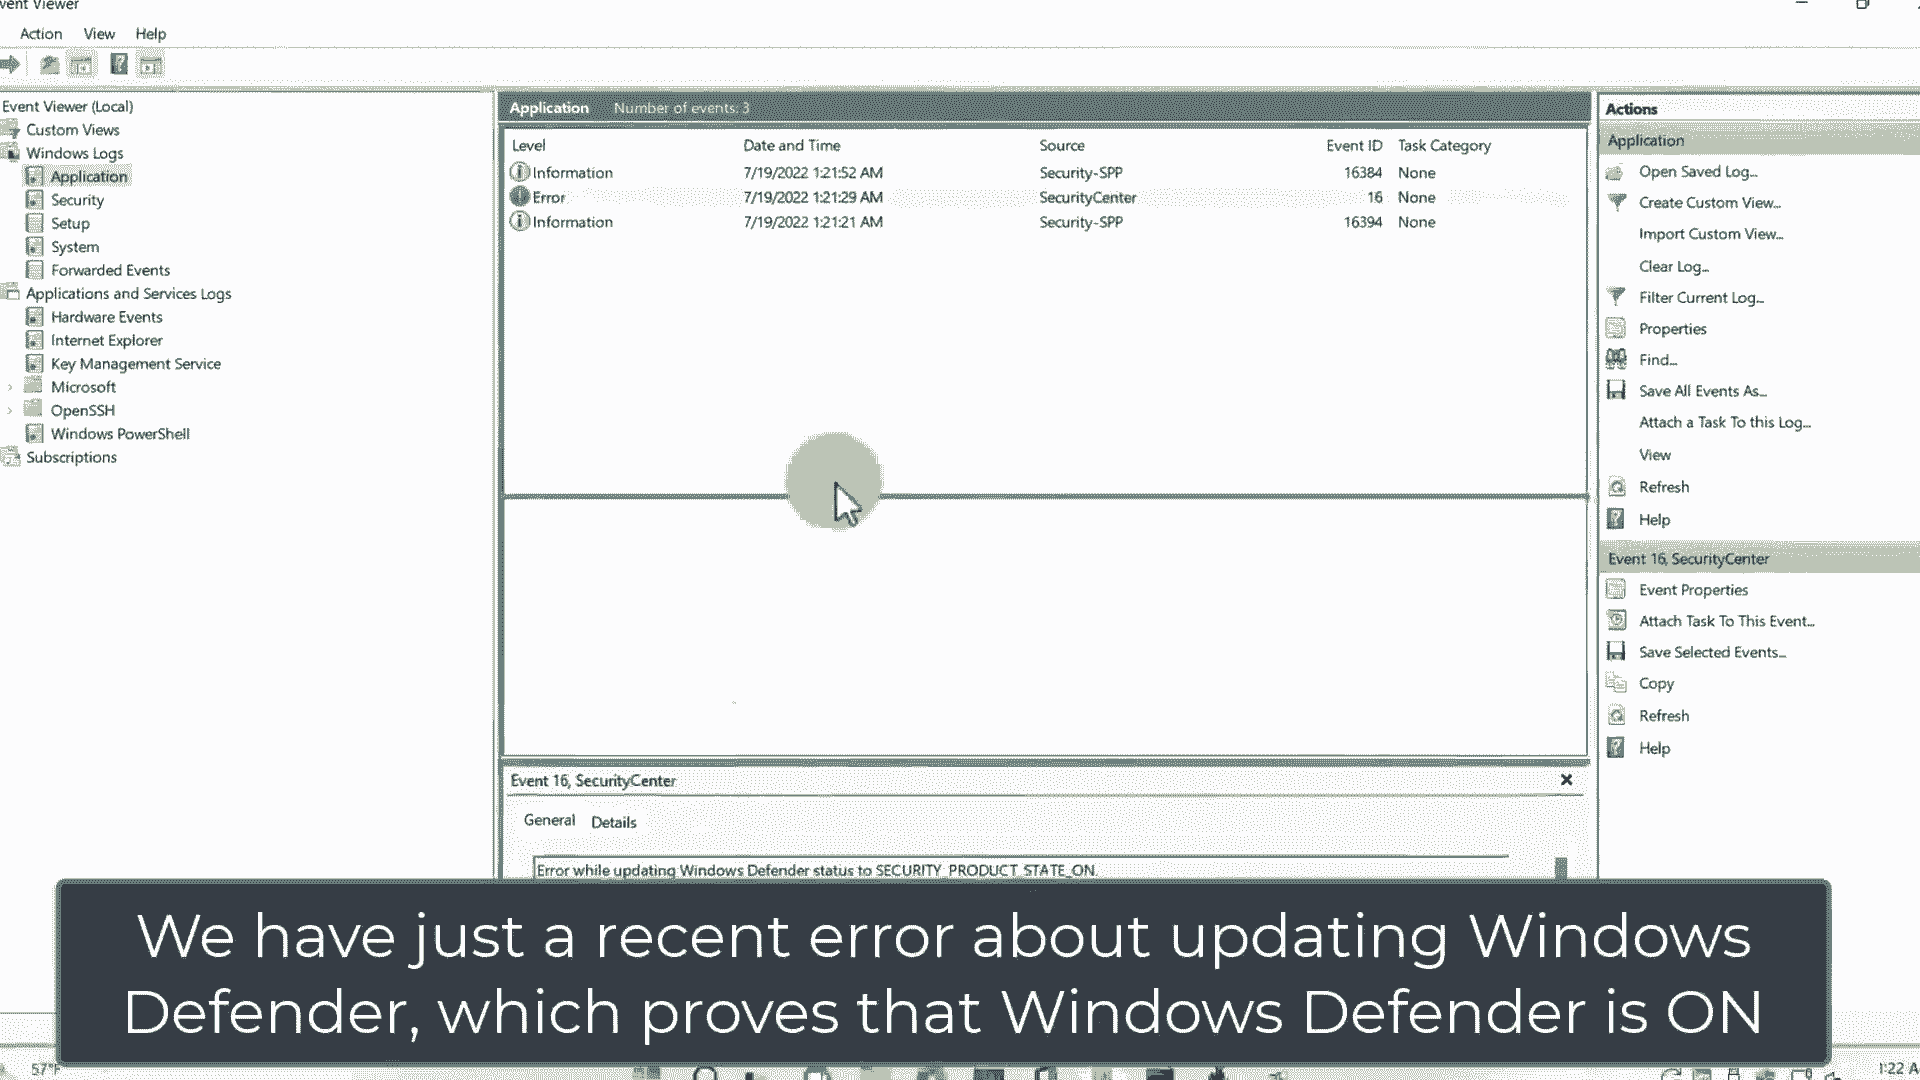 Event Viewer
Action View Help
Event Viewer (Local)
Custom Views
Windows Logs
Application
Security
Setup
System
Forwarded Events
Applications and Services Logs
Hardware Events
Internet Explorer
Key Management Service
Microsoft
OpenSSH
Windows PowerShell
Subscriptions
Application Number of events: 3
Level Date and Time Source Event ID Task Category
Information 7/19/2022 1:21:52 AM Security-SPP 16384 None
Error 7/19/2022 1:21:29 AM SecurityCenter 16 None
Information 7/19/2022 1:21:21 AM Security-SPP 16394 None
Event 16, SecurityCenter
General Details
Error while updating Windows Defender status to SECURITY_PRODUCT_STATE_ON.
Actions
Application
Open Saved Log...
Create Custom View...
Import Custom View...
Clear Log...
Filter Current Log...
Properties
Find...
Save All Events As...
Attach a Task To this Log...
View
Refresh
Help
Event 16, SecurityCenter
Event Properties
Attach Task To This Event...
Save Selected Events...
Copy
Refresh
Help
We have just a recent error about updating Windows
Defender, which proves that Windows Defender is ON
57°F
1:22 A